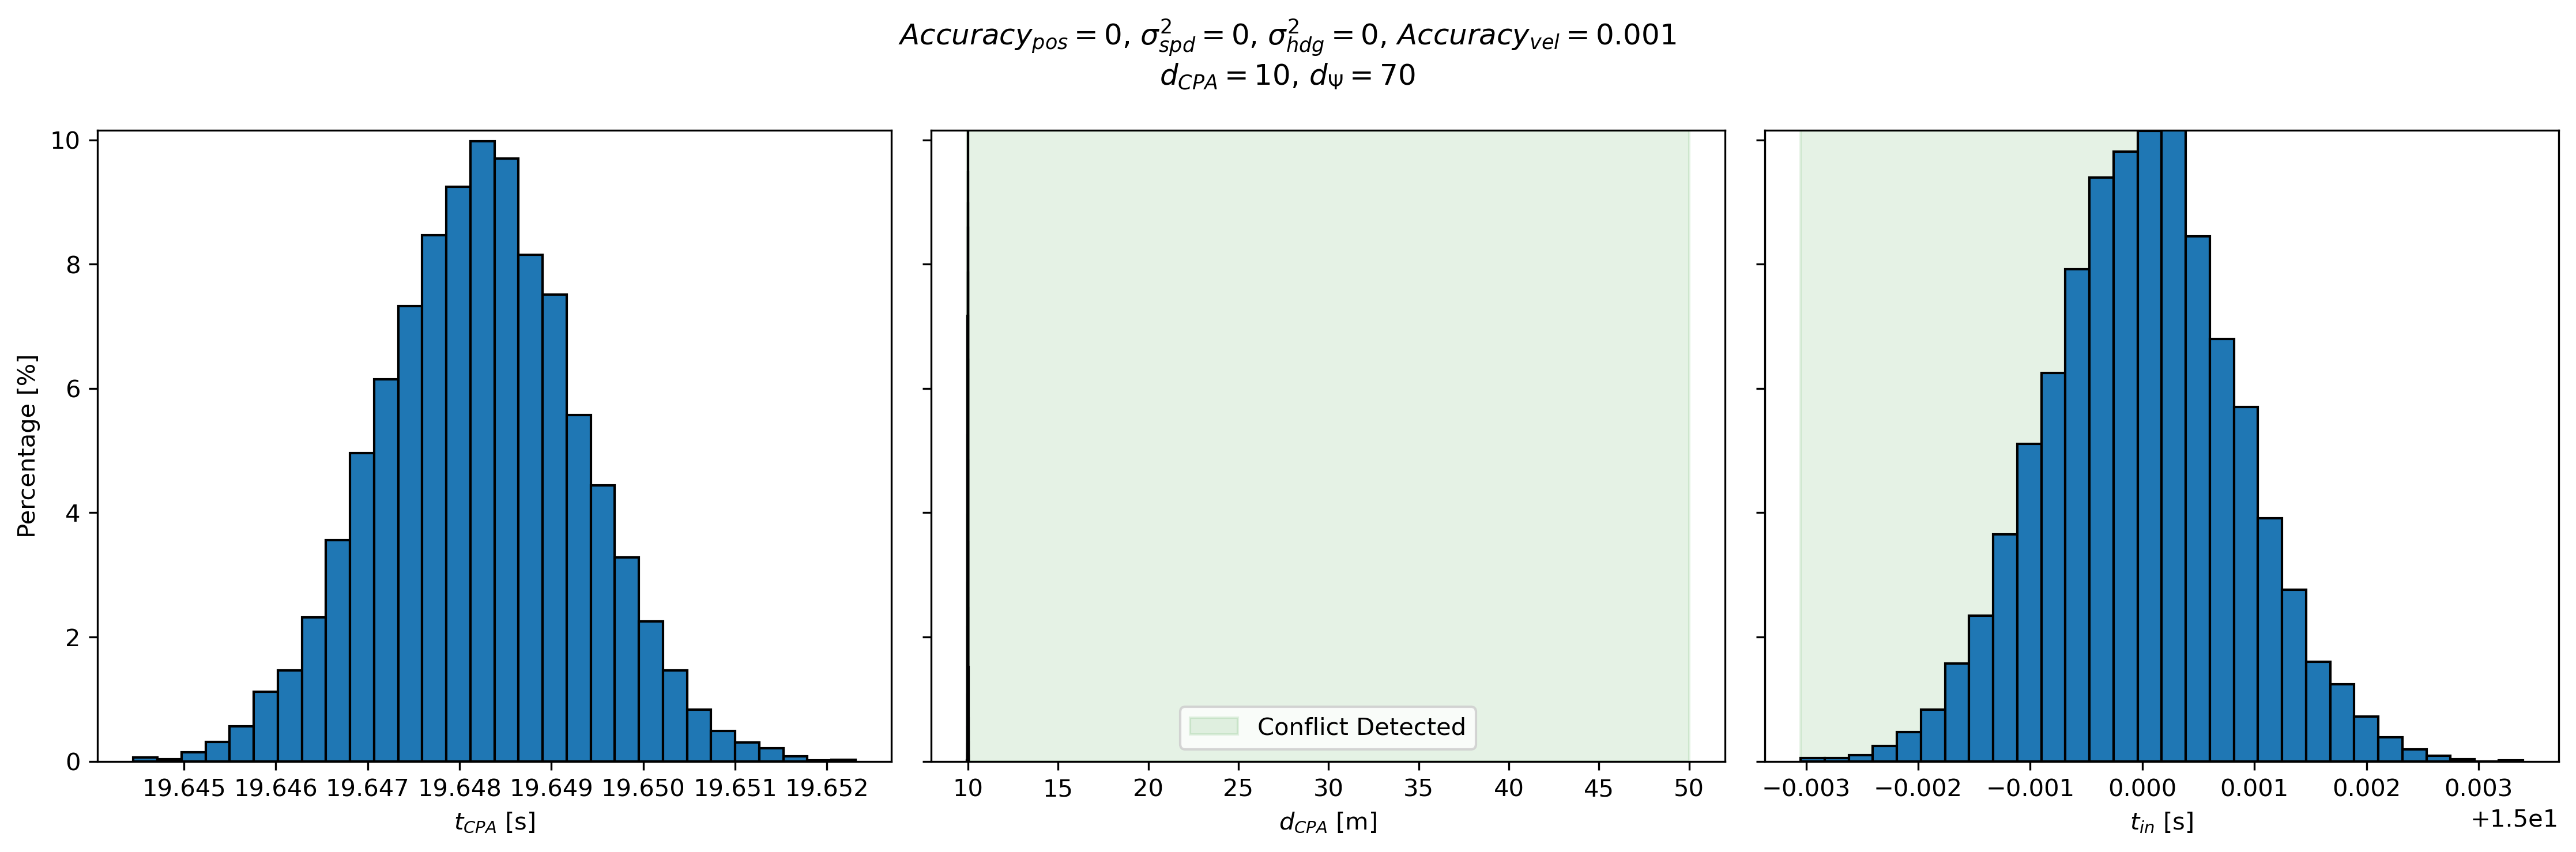 Accuracy_pos = 0, σ²_spd = 0, σ²_hdg = 0, Accuracy_vel = 0.001
d_CPA = 10, d_Ψ = 70
Percentage [%]
10
8
6
4
2
0
19.645 19.646 19.647 19.648 19.649 19.650 19.651 19.652
t_CPA [s]
Conflict Detected
10 15 20 25 30 35 40 45 50
d_CPA [m]
−0.003 −0.002 −0.001 0.000 0.001 0.002 0.003
+1.5e1
t_in [s]